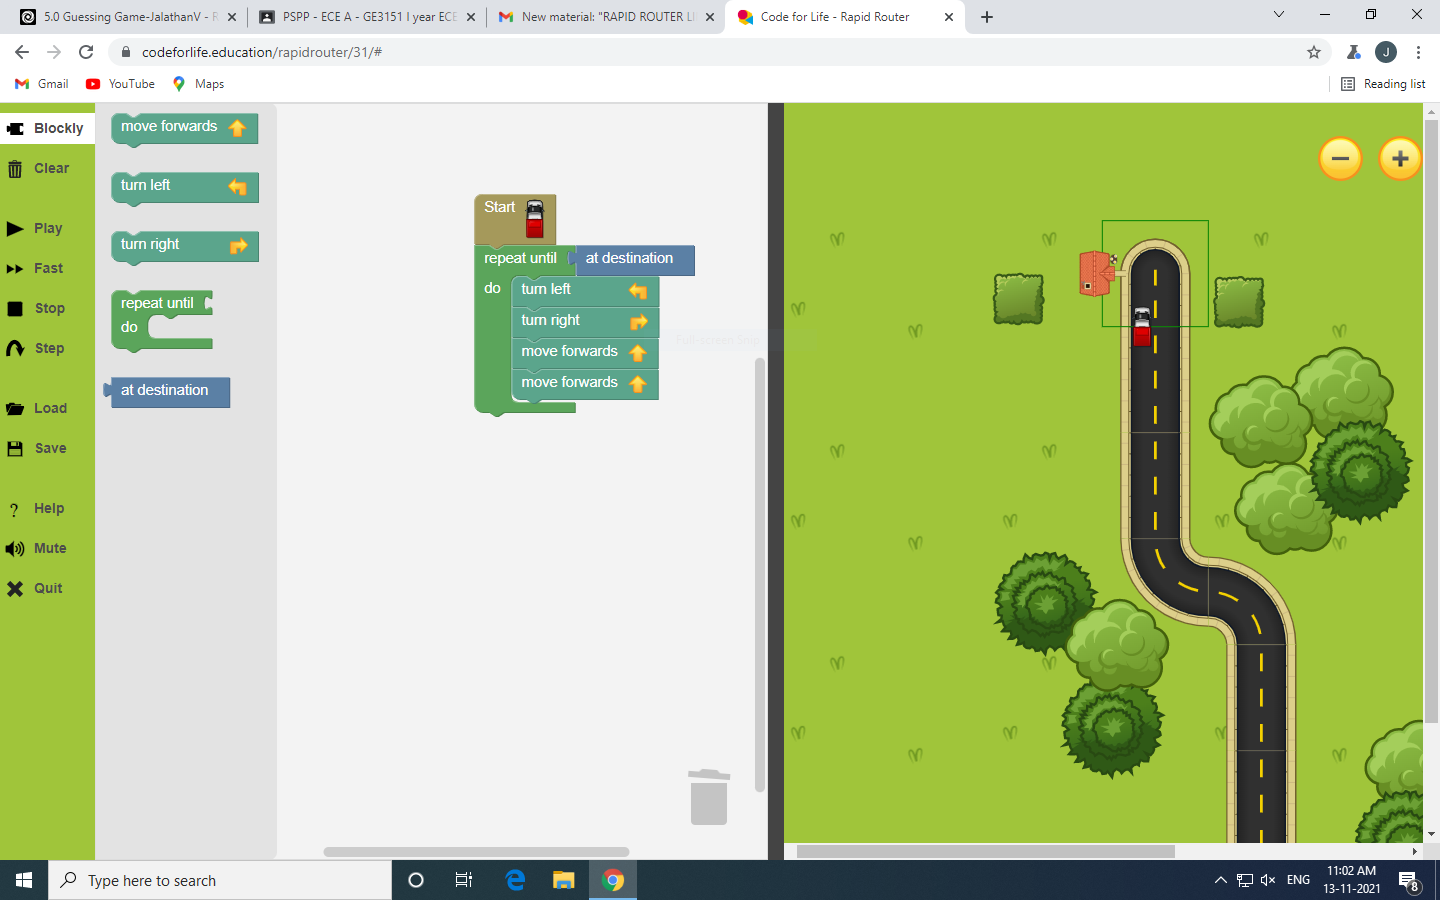 5.0 Guessing Game-JalathanV - R
PSPP - ECE A - GE3151 I year ECE
New material: "RAPID ROUTER LI
Code for Life - Rapid Router
codeforlife.education/rapidrouter/31/#
J
Gmail
YouTube
Maps
Reading list
Blockly
Clear
Play
Fast
Stop
Step
Load
Save
Help
Mute
Quit
move forwards
turn left
turn right
repeat until
do
at destination
Start
repeat until
at destination
do
turn left
turn right
move forwards
move forwards
Full-screen Snip
Type here to search
ENG
11:02 AM
13-11-2021
8